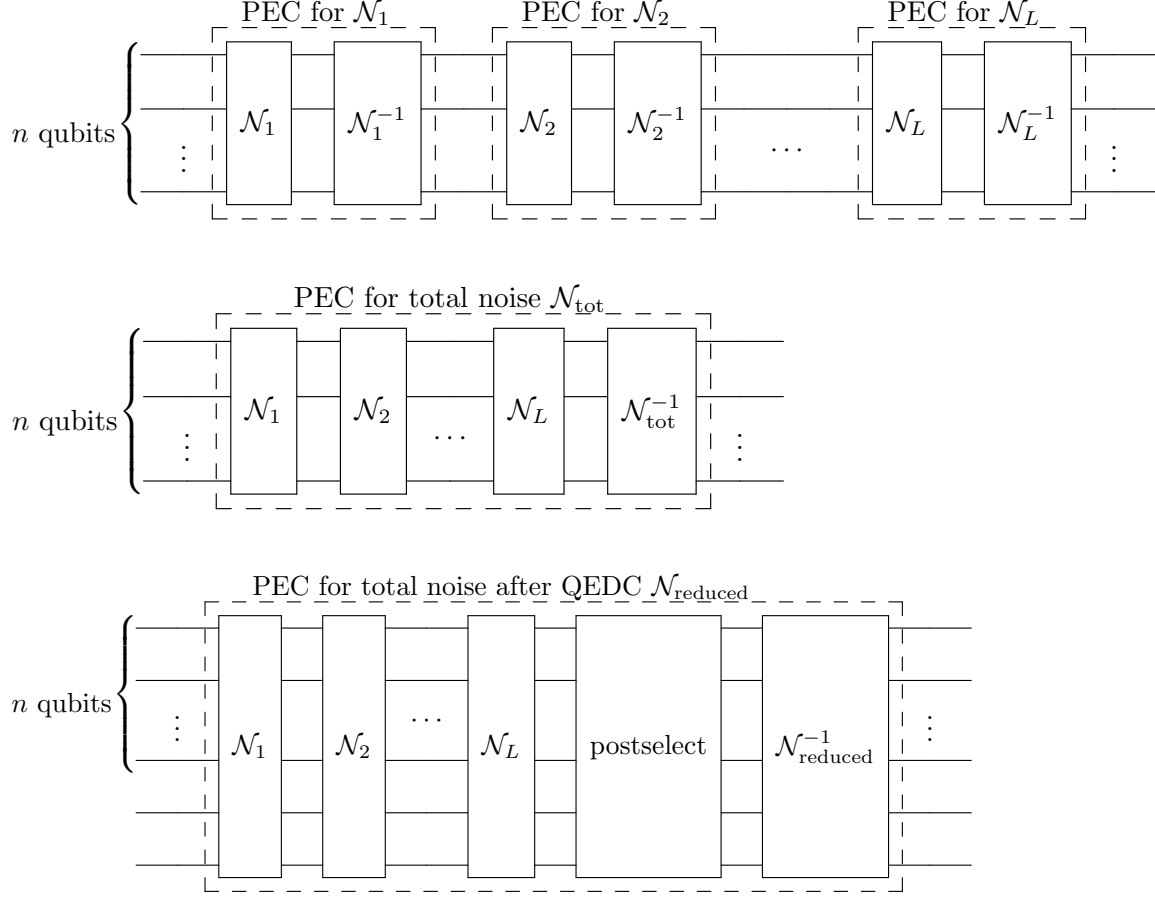 PEC for 𝒩₁ PEC for 𝒩₂ PEC for 𝒩_L
n qubits 𝒩₁ 𝒩₁⁻¹ 𝒩₂ 𝒩₂⁻¹ ⋯ 𝒩_L 𝒩_L⁻¹
⋮ ⋮
PEC for total noise 𝒩_tot
n qubits 𝒩₁ 𝒩₂ ⋯ 𝒩_L 𝒩_tot⁻¹
⋮ ⋮
PEC for total noise after QEDC 𝒩_reduced
n qubits ⋮ ⋯ ⋮
𝒩₁ 𝒩₂ 𝒩_L postselect 𝒩_reduced⁻¹